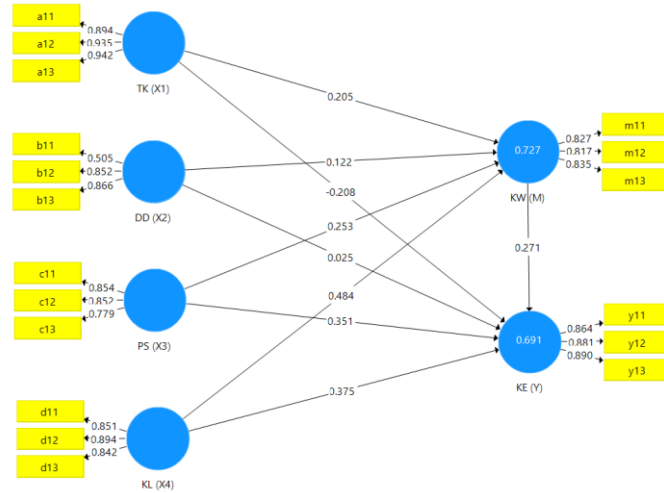 a11
a12
a13
0.894
0.935
0.942
TK (X1)
b11
b12
b13
0.505
0.852
0.866
DD (X2)
c11
c12
c13
0.854
0.852
0.779
PS (X3)
d11
d12
d13
0.851
0.894
0.842
KL (X4)
0.205
0.122
-0.208
0.253
0.025
0.484
0.351
0.375
0.727
KW (M)
0.271
0.691
KE (Y)
0.827
0.817
0.835
m11
m12
m13
0.864
0.881
0.890
y11
y12
y13